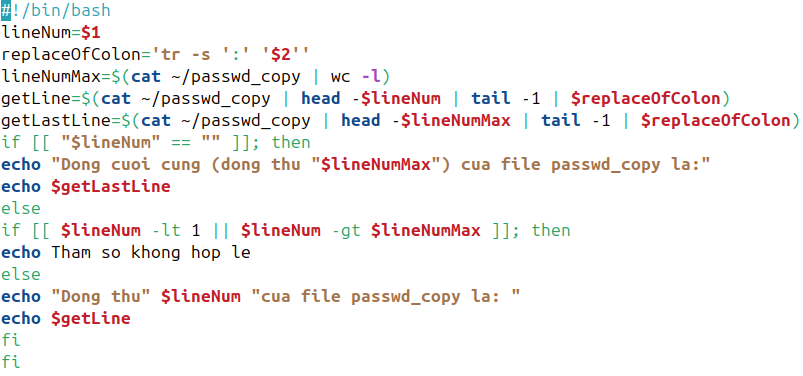 #!/bin/bash
lineNum=$1
replaceOfColon='tr -s ':' '$2''
lineNumMax=$(cat ~/passwd_copy | wc -l)
getLine=$(cat ~/passwd_copy | head -$lineNum | tail -1 | $replaceOfColon)
getLastLine=$(cat ~/passwd_copy | head -$lineNumMax | tail -1 | $replaceOfColon)
if [[ "$lineNum" == "" ]]; then
echo "Dong cuoi cung (dong thu "$lineNumMax") cua file passwd_copy la:"
echo $getLastLine
else
if [[ $lineNum -lt 1 || $lineNum -gt $lineNumMax ]]; then
echo Tham so khong hop le
else
echo "Dong thu" $lineNum "cua file passwd_copy la: "
echo $getLine
fi
fi